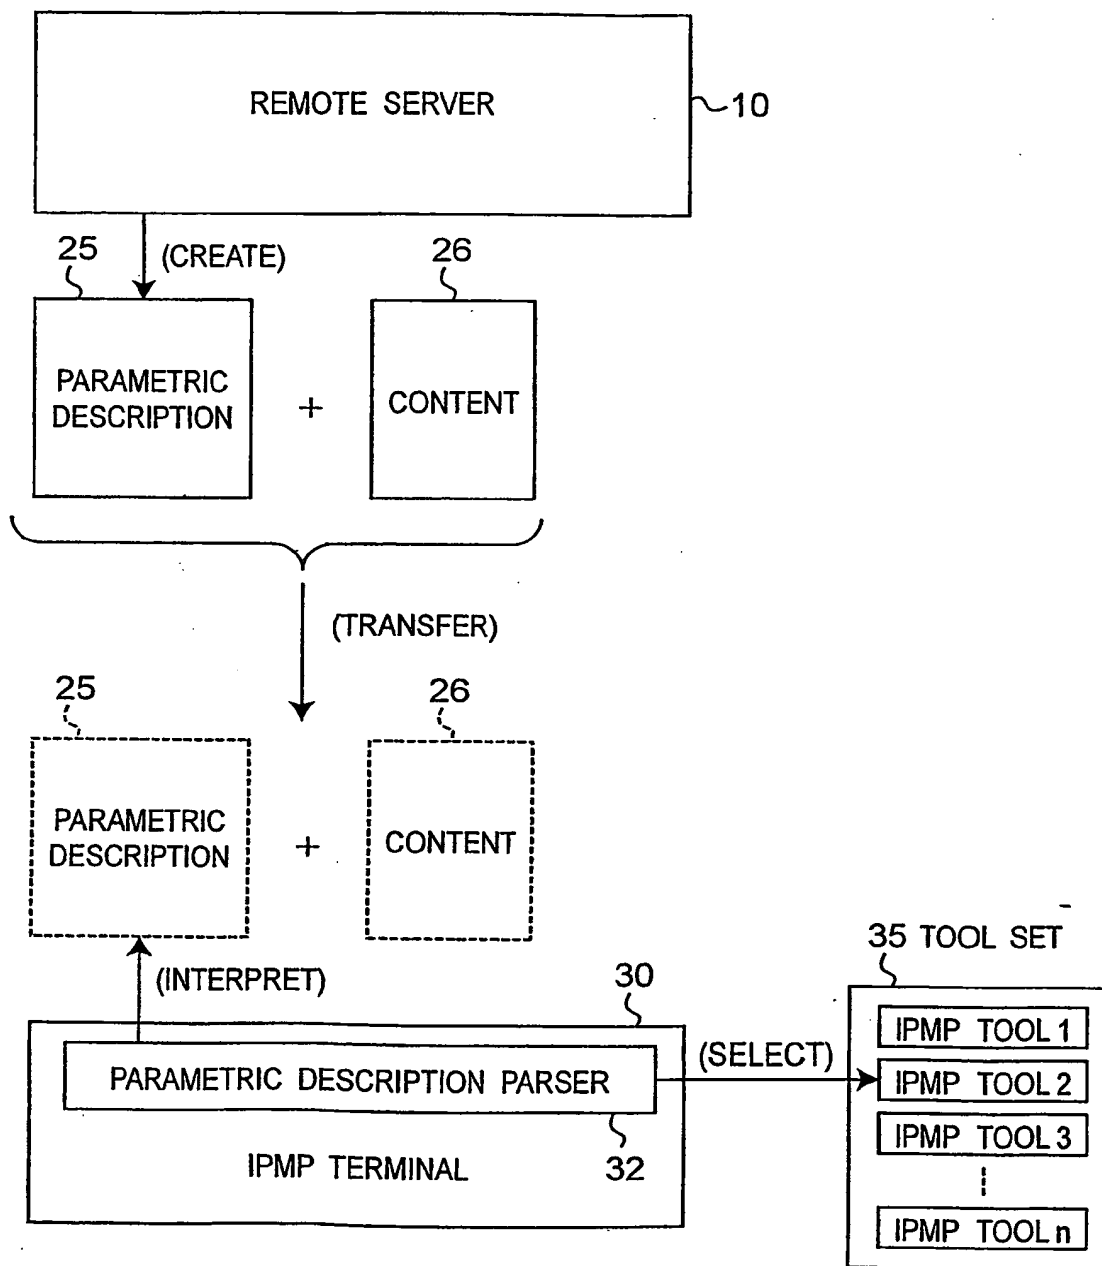 REMOTE SERVER
10
25
(CREATE)
26
PARAMETRIC
DESCRIPTION
+
CONTENT
(TRANSFER)
25
26
PARAMETRIC
DESCRIPTION
+
CONTENT
(INTERPRET)
30
35 TOOL SET
PARAMETRIC DESCRIPTION PARSER
(SELECT)
IPMP TOOL 1
IPMP TOOL 2
IPMP TOOL 3
IPMP TOOL n
IPMP TERMINAL
32